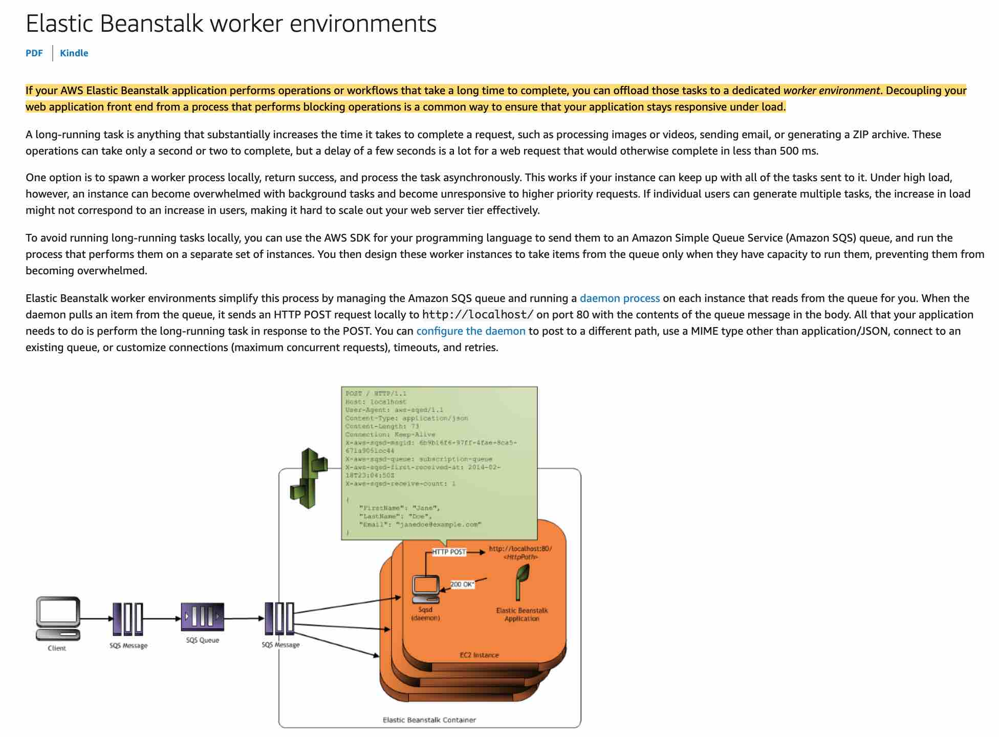 Elastic Beanstalk worker environments
PDF
Kindle
If your AWS Elastic Beanstalk application performs operations or workflows that take a long time to complete, you can offload those tasks to a dedicated worker environment. Decoupling your
web application front end from a process that performs blocking operations is a common way to ensure that your application stays responsive under load.
A long-running task is anything that substantially increases the time it takes to complete a request, such as processing images or videos, sending email, or generating a ZIP archive. These
operations can take only a second or two to complete, but a delay of a few seconds is a lot for a web request that would otherwise complete in less than 500 ms.
One option is to spawn a worker process locally, return success, and process the task asynchronously. This works if your instance can keep up with all of the tasks sent to it. Under high load,
however, an instance can become overwhelmed with background tasks and become unresponsive to higher priority requests. If individual users can generate multiple tasks, the increase in load
might not correspond to an increase in users, making it hard to scale out your web server tier effectively.
To avoid running long-running tasks locally, you can use the AWS SDK for your programming language to send them to an Amazon Simple Queue Service (Amazon SQS) queue, and run the
process that performs them on a separate set of instances. You then design these worker instances to take items from the queue only when they have capacity to run them, preventing them from
becoming overwhelmed.
Elastic Beanstalk worker environments simplify this process by managing the Amazon SQS queue and running a daemon process on each instance that reads from the queue for you. When the
daemon pulls an item from the queue, it sends an HTTP POST request locally to http://localhost/ on port 80 with the contents of the queue message in the body. All that your application
needs to do is perform the long-running task in response to the POST. You can configure the daemon to post to a different path, use a MIME type other than application/JSON, connect to an
existing queue, or customize connections (maximum concurrent requests), timeouts, and retries.
POST / HTTP/1.1
Host: localhost
User-Agent: aws-sqsd/1.1
Content-Type: application/json
Content-Length: 73
Connection: Keep-Alive
X-aws-sqsd-msgid: 6b9b16f6-97ff-4fae-8ca5-
671a9051cc44
X-aws-sqsd-queue: subscription-queue
X-aws-sqsd-first-received-at: 2014-02-
18T23:04:50Z
X-aws-sqsd-receive-count: 1
{
"FirstName": "Jane",
"LastName": "Doe",
"Email": "janedoe@example.com"
}
HTTP POST
http://localhost:80/
<HttpPath>
200 OK"
Sqsd
(daemon)
Elastic Beanstalk
Application
EC2 Instance
Client
SQS Message
SQS Queue
SQS Message
Elastic Beanstalk Container